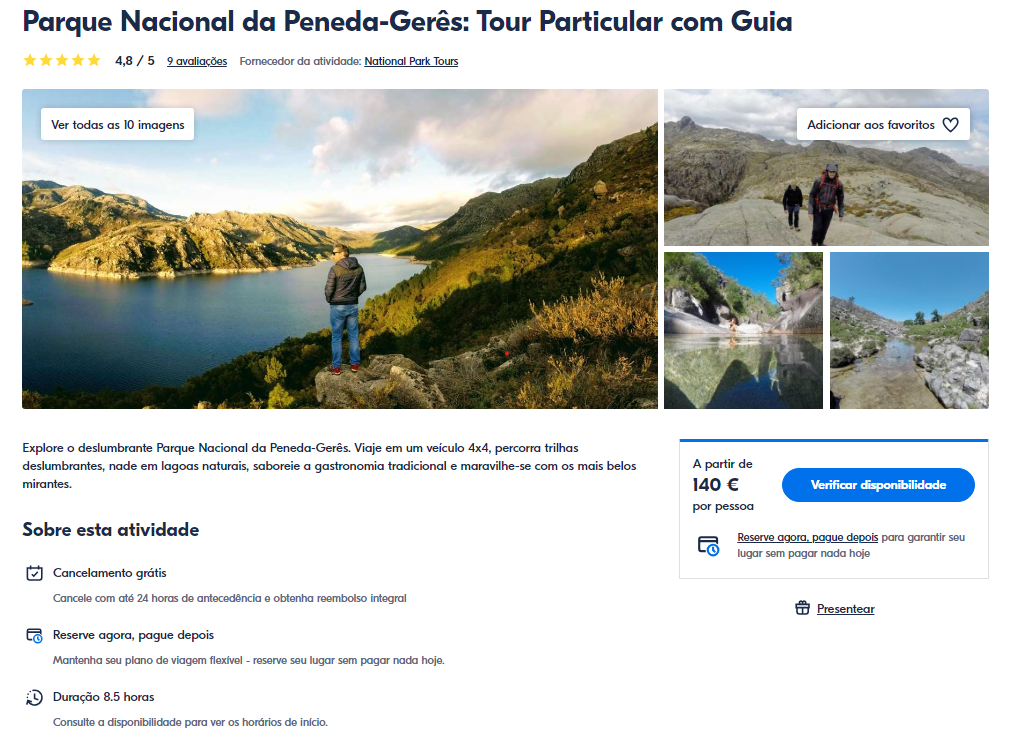 Parque Nacional da Peneda-Gerês: Tour Particular com Guia
4,8 / 5 9 avaliações Fornecedor da atividade: National Park Tours
Ver todas as 10 imagens
Adicionar aos favoritos
Explore o deslumbrante Parque Nacional da Peneda-Gerês. Viaje em um veículo 4x4, percorra trilhas
deslumbrantes, nade em lagoas naturais, saboreie a gastronomia tradicional e maravilhe-se com os mais belos
mirantes.
Sobre esta atividade
Cancelamento grátis
Cancele com até 24 horas de antecedência e obtenha reembolso integral
Reserve agora, pague depois
Mantenha seu plano de viagem flexível - reserve seu lugar sem pagar nada hoje.
Duração 8.5 horas
Consulte a disponibilidade para ver os horários de início.
A partir de
140 €
por pessoa
Verificar disponibilidade
Reserve agora, pague depois para garantir seu
lugar sem pagar nada hoje
Presentear